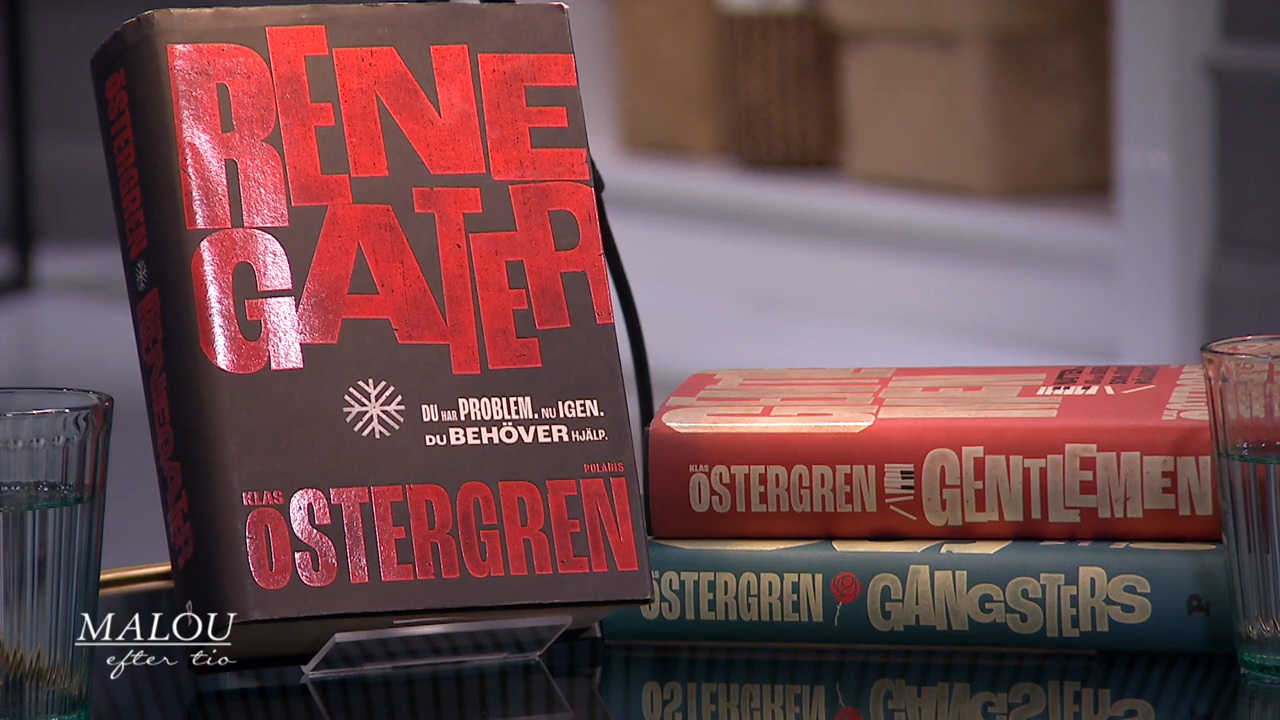 RENE
GATER
DU HAR PROBLEM. NU IGEN.
DU BEHÖVER HJÄLP.
POLARIS
KLAS
ÖSTERGREN
ÖSTERGREN RENEGATER
KLAS
ÖSTERGREN GENTLEMEN
ÖSTERGREN GANGSTERS P
MALOU
efter tio